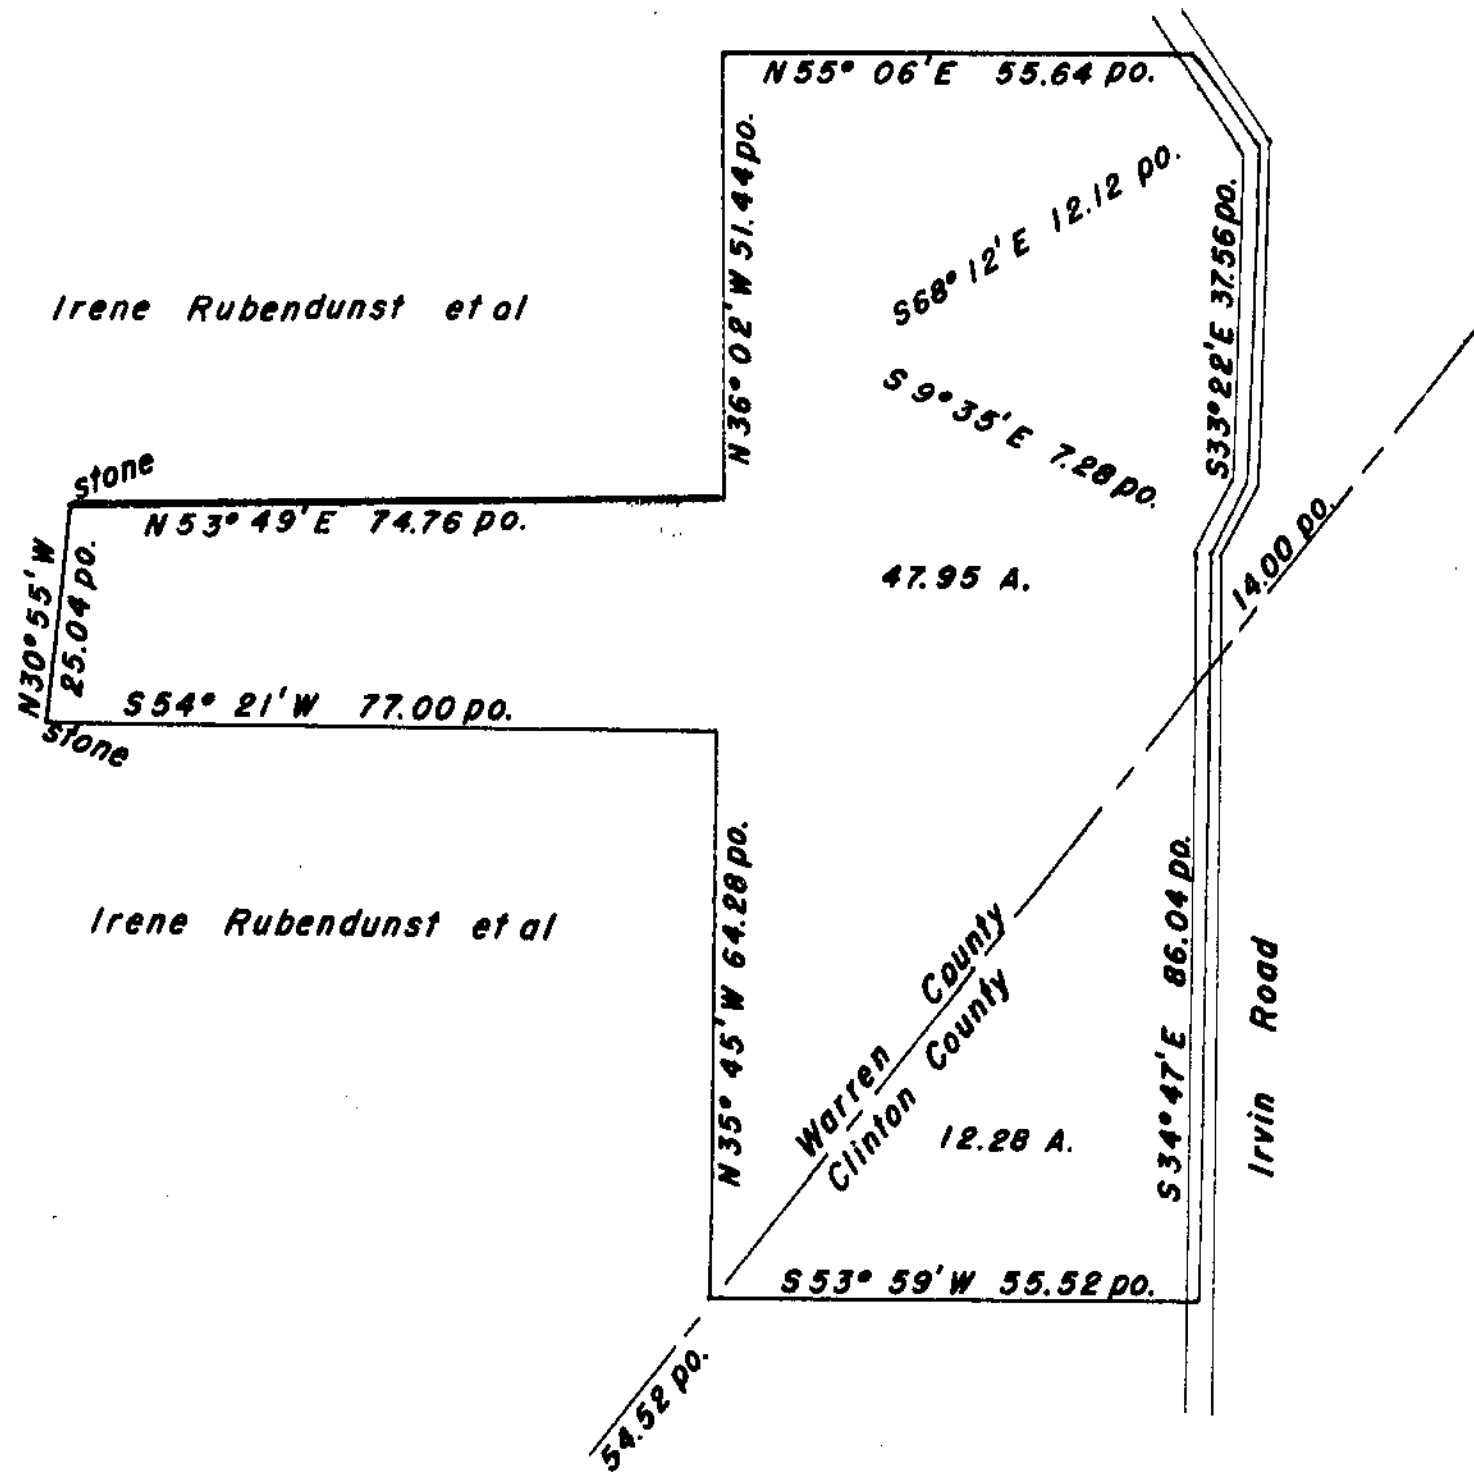 N 55° 06' E 55.64 po.
N 36° 02' W 51.44 po.
S 68° 12' E 12.12 po.
S 33° 22' E 37.56 po.
Irene Rubendunst et al
S 9° 35' E 7.28 po.
stone
N 53° 49' E 74.76 po.
14.00 po.
47.95 A.
N 30° 55' W
25.04 po.
S 54° 21' W 77.00 po.
stone
N 35° 45' W 64.28 po.
S 34° 47' E 86.04 po.
Irene Rubendunst et al
Warren County
Clinton County
Irvin Road
12.28 A.
S 53° 59' W 55.52 po.
54.52 po.